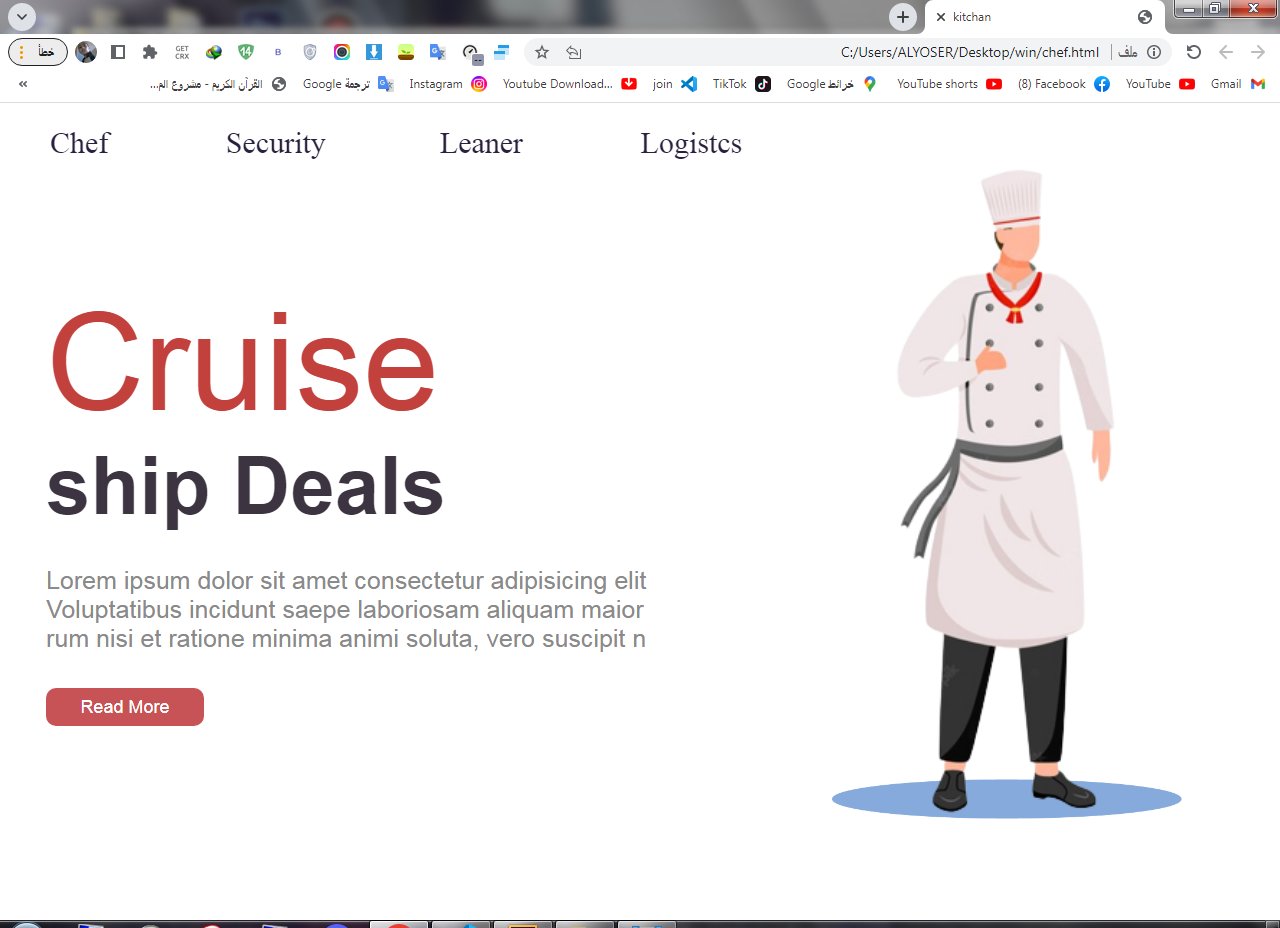 kitchan
خطأ
GET
CRX
14
B
C:/Users/ALYOSER/Desktop/win/chef.html
ملف
Gmail
YouTube
(8) Facebook
YouTube shorts
خرائط Google
TikTok
join
Youtube Download...
Instagram
ترجمة Google
القرآن الكريم - مشروع الم...
»
Chef Security Leaner Logistcs
Cruise
ship Deals
Lorem ipsum dolor sit amet consectetur adipisicing elit
Voluptatibus incidunt saepe laboriosam aliquam maior
rum nisi et ratione minima animi soluta, vero suscipit n
Read More